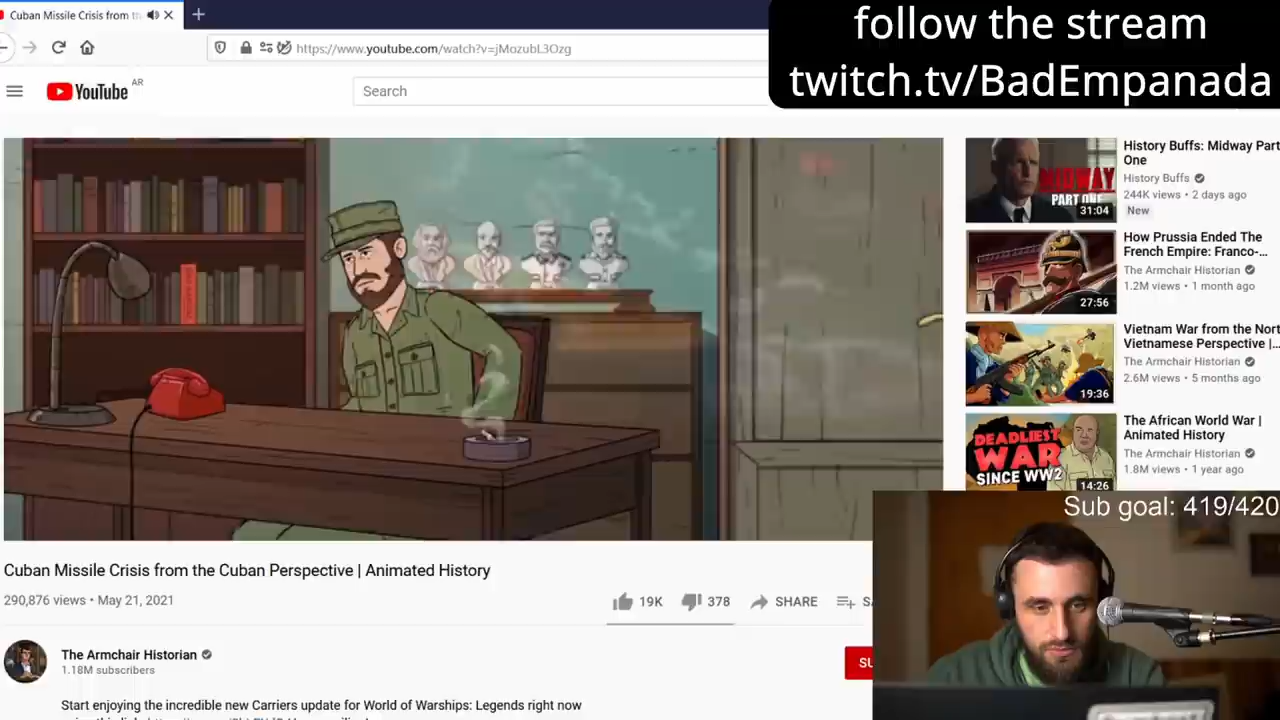 Cuban Missile Crisis from th
follow the stream
twitch.tv/BadEmpanada
https://www.youtube.com/watch?v=jMozubL3Ozg
YouTube AR
Search
History Buffs: Midway Part
One
History Buffs
244K views • 2 days ago
New
MIDWAY
PART ONE
31:04
How Prussia Ended The
French Empire: Franco-...
The Armchair Historian
1.2M views • 1 month ago
27:56
Vietnam War from the Nort
Vietnamese Perspective |...
The Armchair Historian
2.6M views • 5 months ago
19:36
The African World War |
Animated History
The Armchair Historian
1.8M views • 1 year ago
DEADLIEST
WAR
SINCE WW2
14:26
Sub goal: 419/420
Cuban Missile Crisis from the Cuban Perspective | Animated History
290,876 views • May 21, 2021
19K
378
SHARE
The Armchair Historian
1.18M subscribers
SU
Start enjoying the incredible new Carriers update for World of Warships: Legends right now